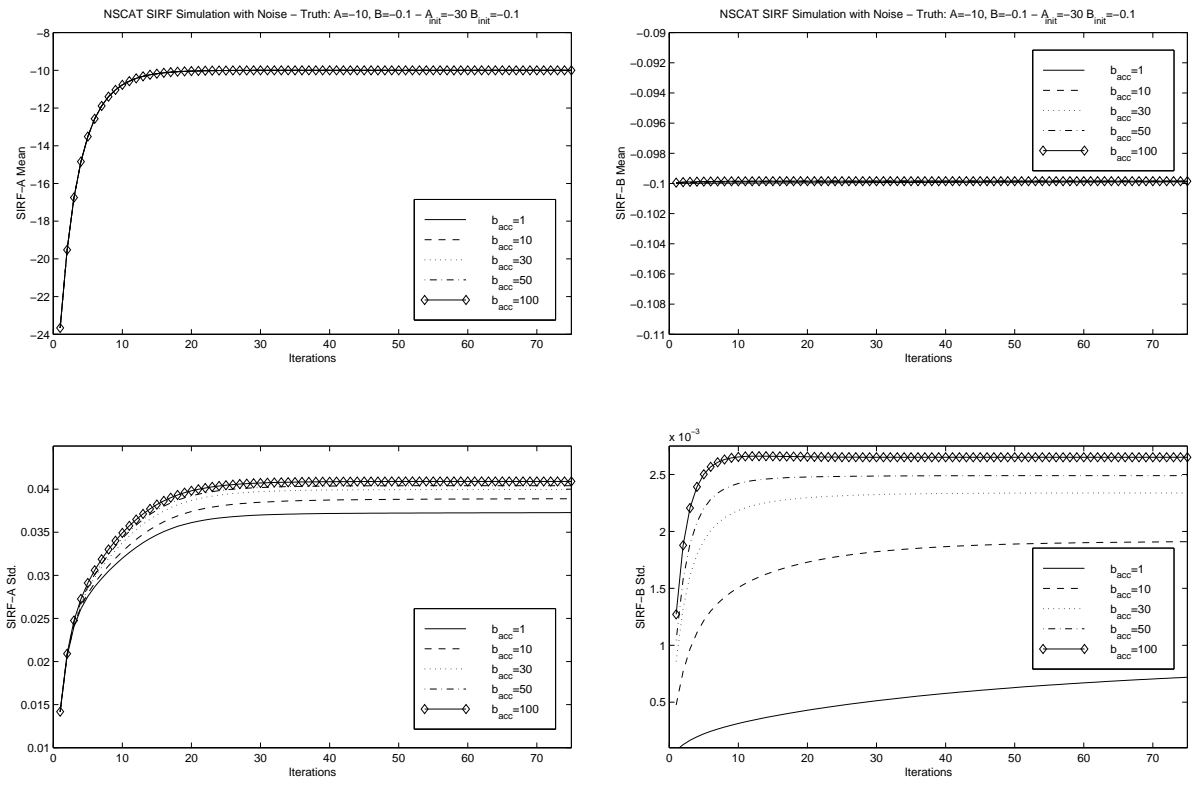 NSCAT SIRF Simulation with Noise − Truth: A=−10, B=−0.1 − A_init=−30 B_init=−0.1
−8
−10
−12
−14
−16
−18
−20
−22
−24
SIRF−A Mean
0 10 20 30 40 50 60 70
Iterations
b_acc=1
b_acc=10
b_acc=30
b_acc=50
b_acc=100
NSCAT SIRF Simulation with Noise − Truth: A=−10, B=−0.1 − A_init=−30 B_init=−0.1
−0.09
−0.092
−0.094
−0.096
−0.098
−0.1
−0.102
−0.104
−0.106
−0.108
−0.11
SIRF−B Mean
0 10 20 30 40 50 60 70
Iterations
b_acc=1
b_acc=10
b_acc=30
b_acc=50
b_acc=100
0.04
0.035
0.03
0.025
0.02
0.015
0.01
SIRF−A Std.
0 10 20 30 40 50 60 70
Iterations
b_acc=1
b_acc=10
b_acc=30
b_acc=50
b_acc=100
x 10^−3
2.5
2
1.5
1
0.5
SIRF−B Std.
0 10 20 30 40 50 60 70
Iterations
b_acc=1
b_acc=10
b_acc=30
b_acc=50
b_acc=100